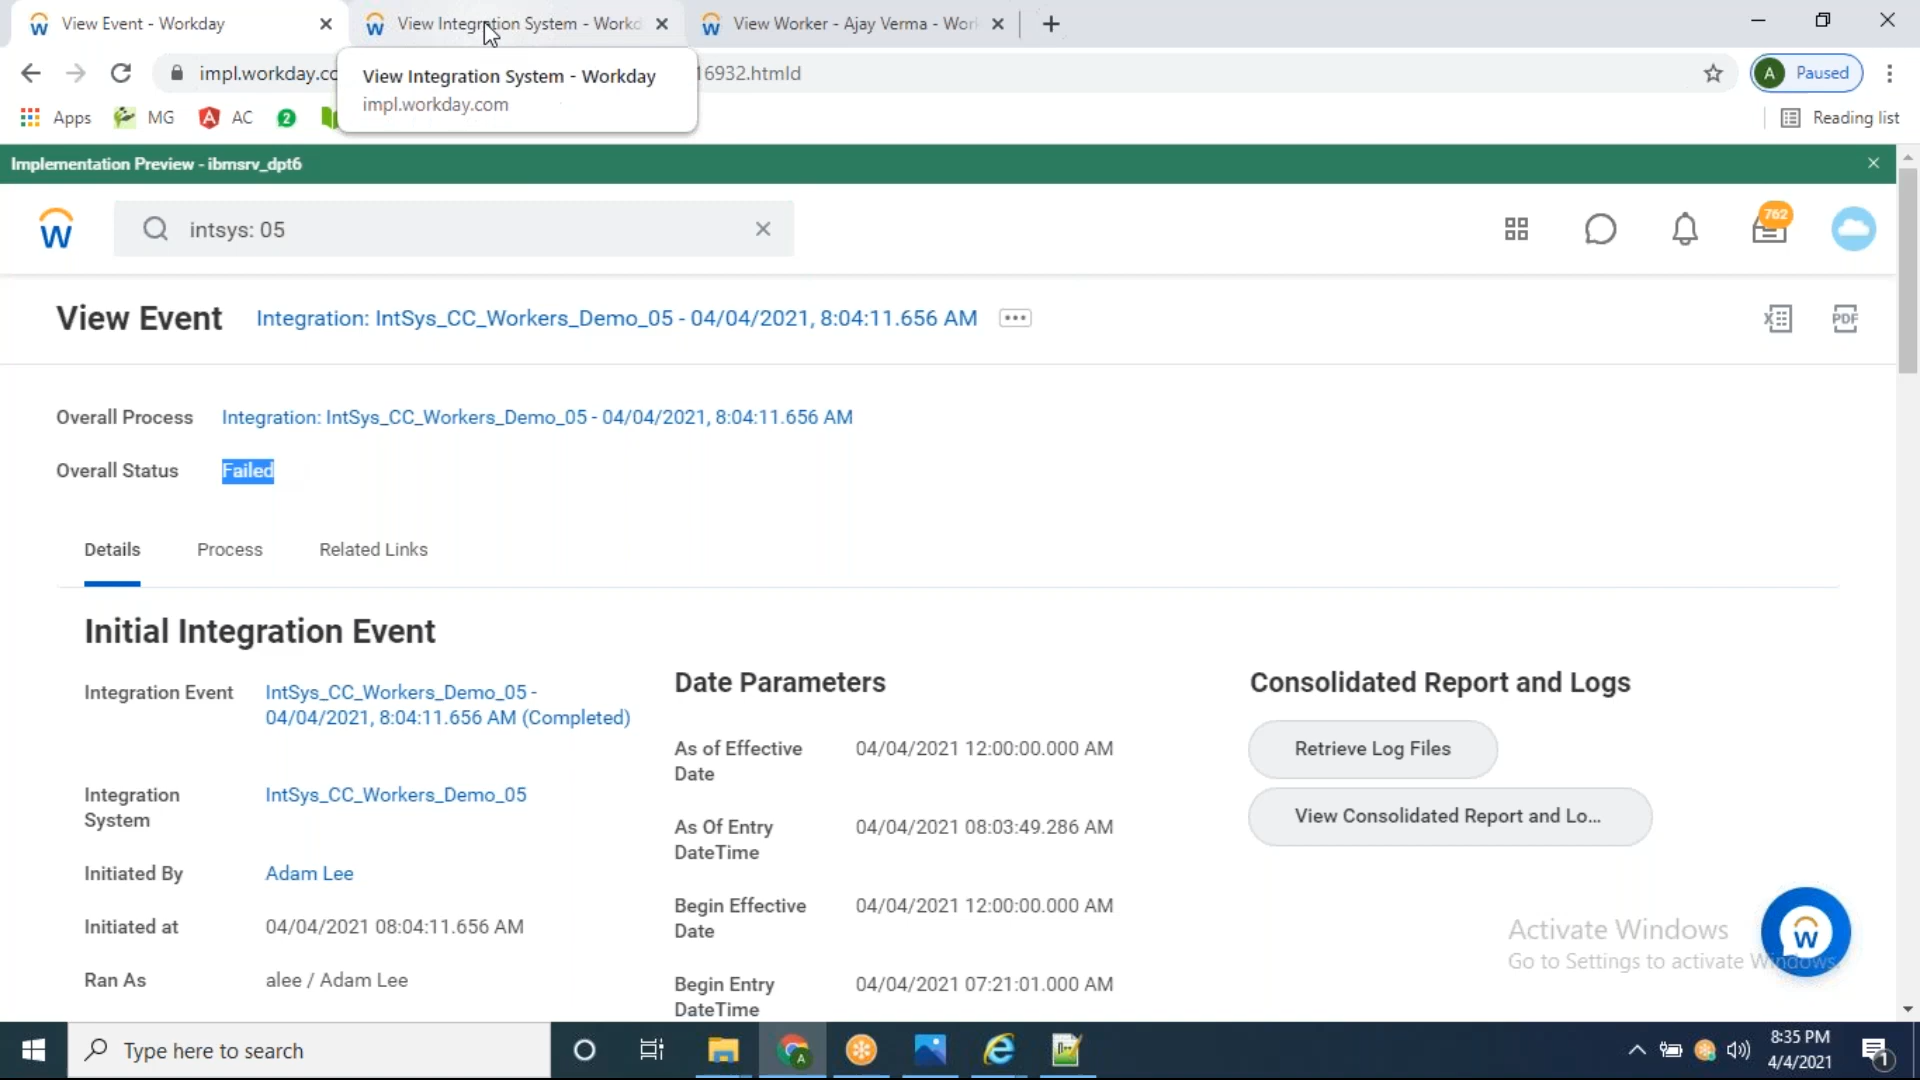 View Event - Workday
View Integration System - Workd
View Worker - Ajay Verma - Wor
impl.workday.co
16932.htmld
A
Paused
View Integration System - Workday
impl.workday.com
Apps
MG
AC
2
Reading list
Implementation Preview - ibmsrv_dpt6
intsys: 05
762
View Event
Integration: IntSys_CC_Workers_Demo_05 - 04/04/2021, 8:04:11.656 AM
PDF
Overall Process
Integration: IntSys_CC_Workers_Demo_05 - 04/04/2021, 8:04:11.656 AM
Overall Status
Failed
Details
Process
Related Links
Initial Integration Event
Integration Event
IntSys_CC_Workers_Demo_05 -
04/04/2021, 8:04:11.656 AM (Completed)
Integration
System
IntSys_CC_Workers_Demo_05
Initiated By
Adam Lee
Initiated at
04/04/2021 08:04:11.656 AM
Ran As
alee / Adam Lee
Date Parameters
As of Effective
Date
04/04/2021 12:00:00.000 AM
As Of Entry
DateTime
04/04/2021 08:03:49.286 AM
Begin Effective
Date
04/04/2021 12:00:00.000 AM
Begin Entry
DateTime
04/04/2021 07:21:01.000 AM
Consolidated Report and Logs
Retrieve Log Files
View Consolidated Report and Lo...
Activate Windows
Go to Settings to activate Windows.
Type here to search
8:35 PM
4/4/2021
1